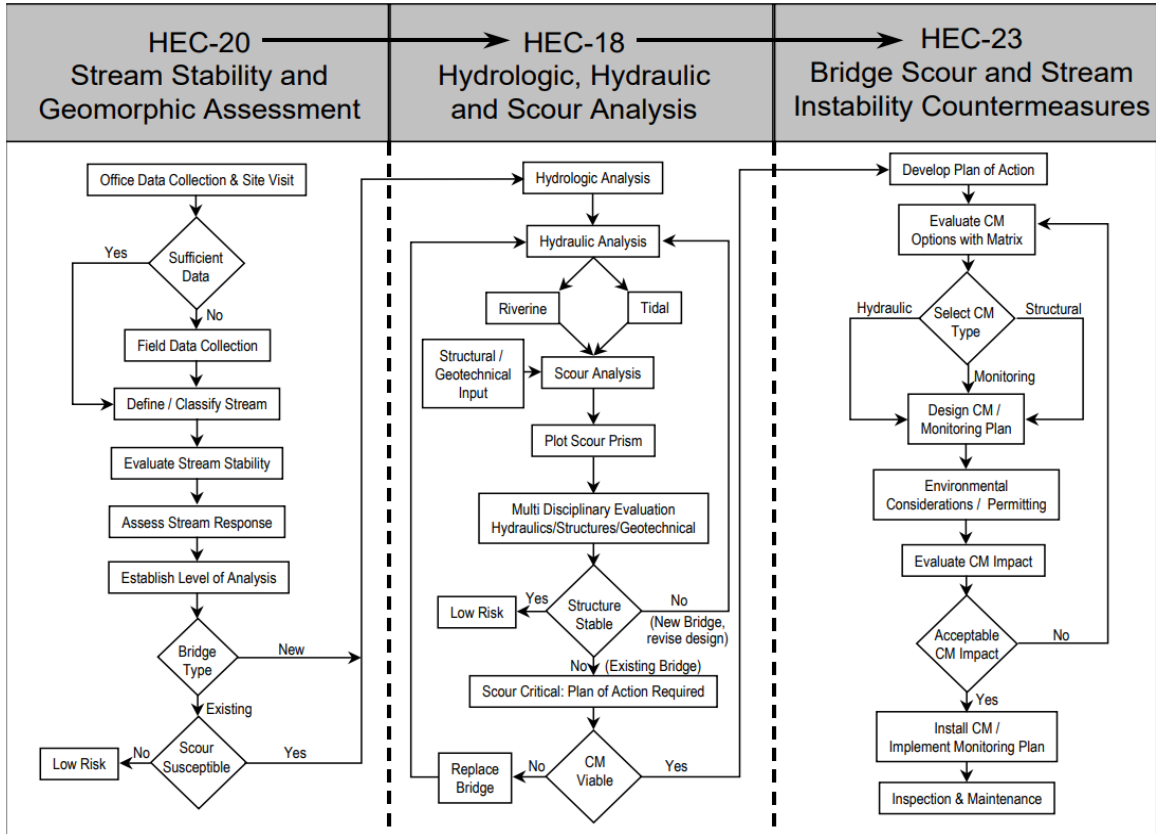 HEC-20
Stream Stability and
Geomorphic Assessment
HEC-18
Hydrologic, Hydraulic
and Scour Analysis
HEC-23
Bridge Scour and Stream
Instability Countermeasures
Office Data Collection & Site Visit
Yes
Sufficient
Data
No
Field Data Collection
Define / Classify Stream
Evaluate Stream Stability
Assess Stream Response
Establish Level of Analysis
Bridge
Type
New
Existing
Low Risk
No
Scour
Susceptible
Yes
Hydrologic Analysis
Hydraulic Analysis
Riverine
Tidal
Structural /
Geotechnical
Input
Scour Analysis
Plot Scour Prism
Multi Disciplinary Evaluation
Hydraulics/Structures/Geotechnical
Low Risk
Yes
Structure
Stable
No
(New Bridge,
revise design)
No
(Existing Bridge)
Scour Critical: Plan of Action Required
Replace
Bridge
No
CM
Viable
Yes
Develop Plan of Action
Evaluate CM
Options with Matrix
Hydraulic
Select CM
Type
Structural
Monitoring
Design CM /
Monitoring Plan
Environmental
Considerations / Permitting
Evaluate CM Impact
Acceptable
CM Impact
No
Yes
Install CM /
Implement Monitoring Plan
Inspection & Maintenance